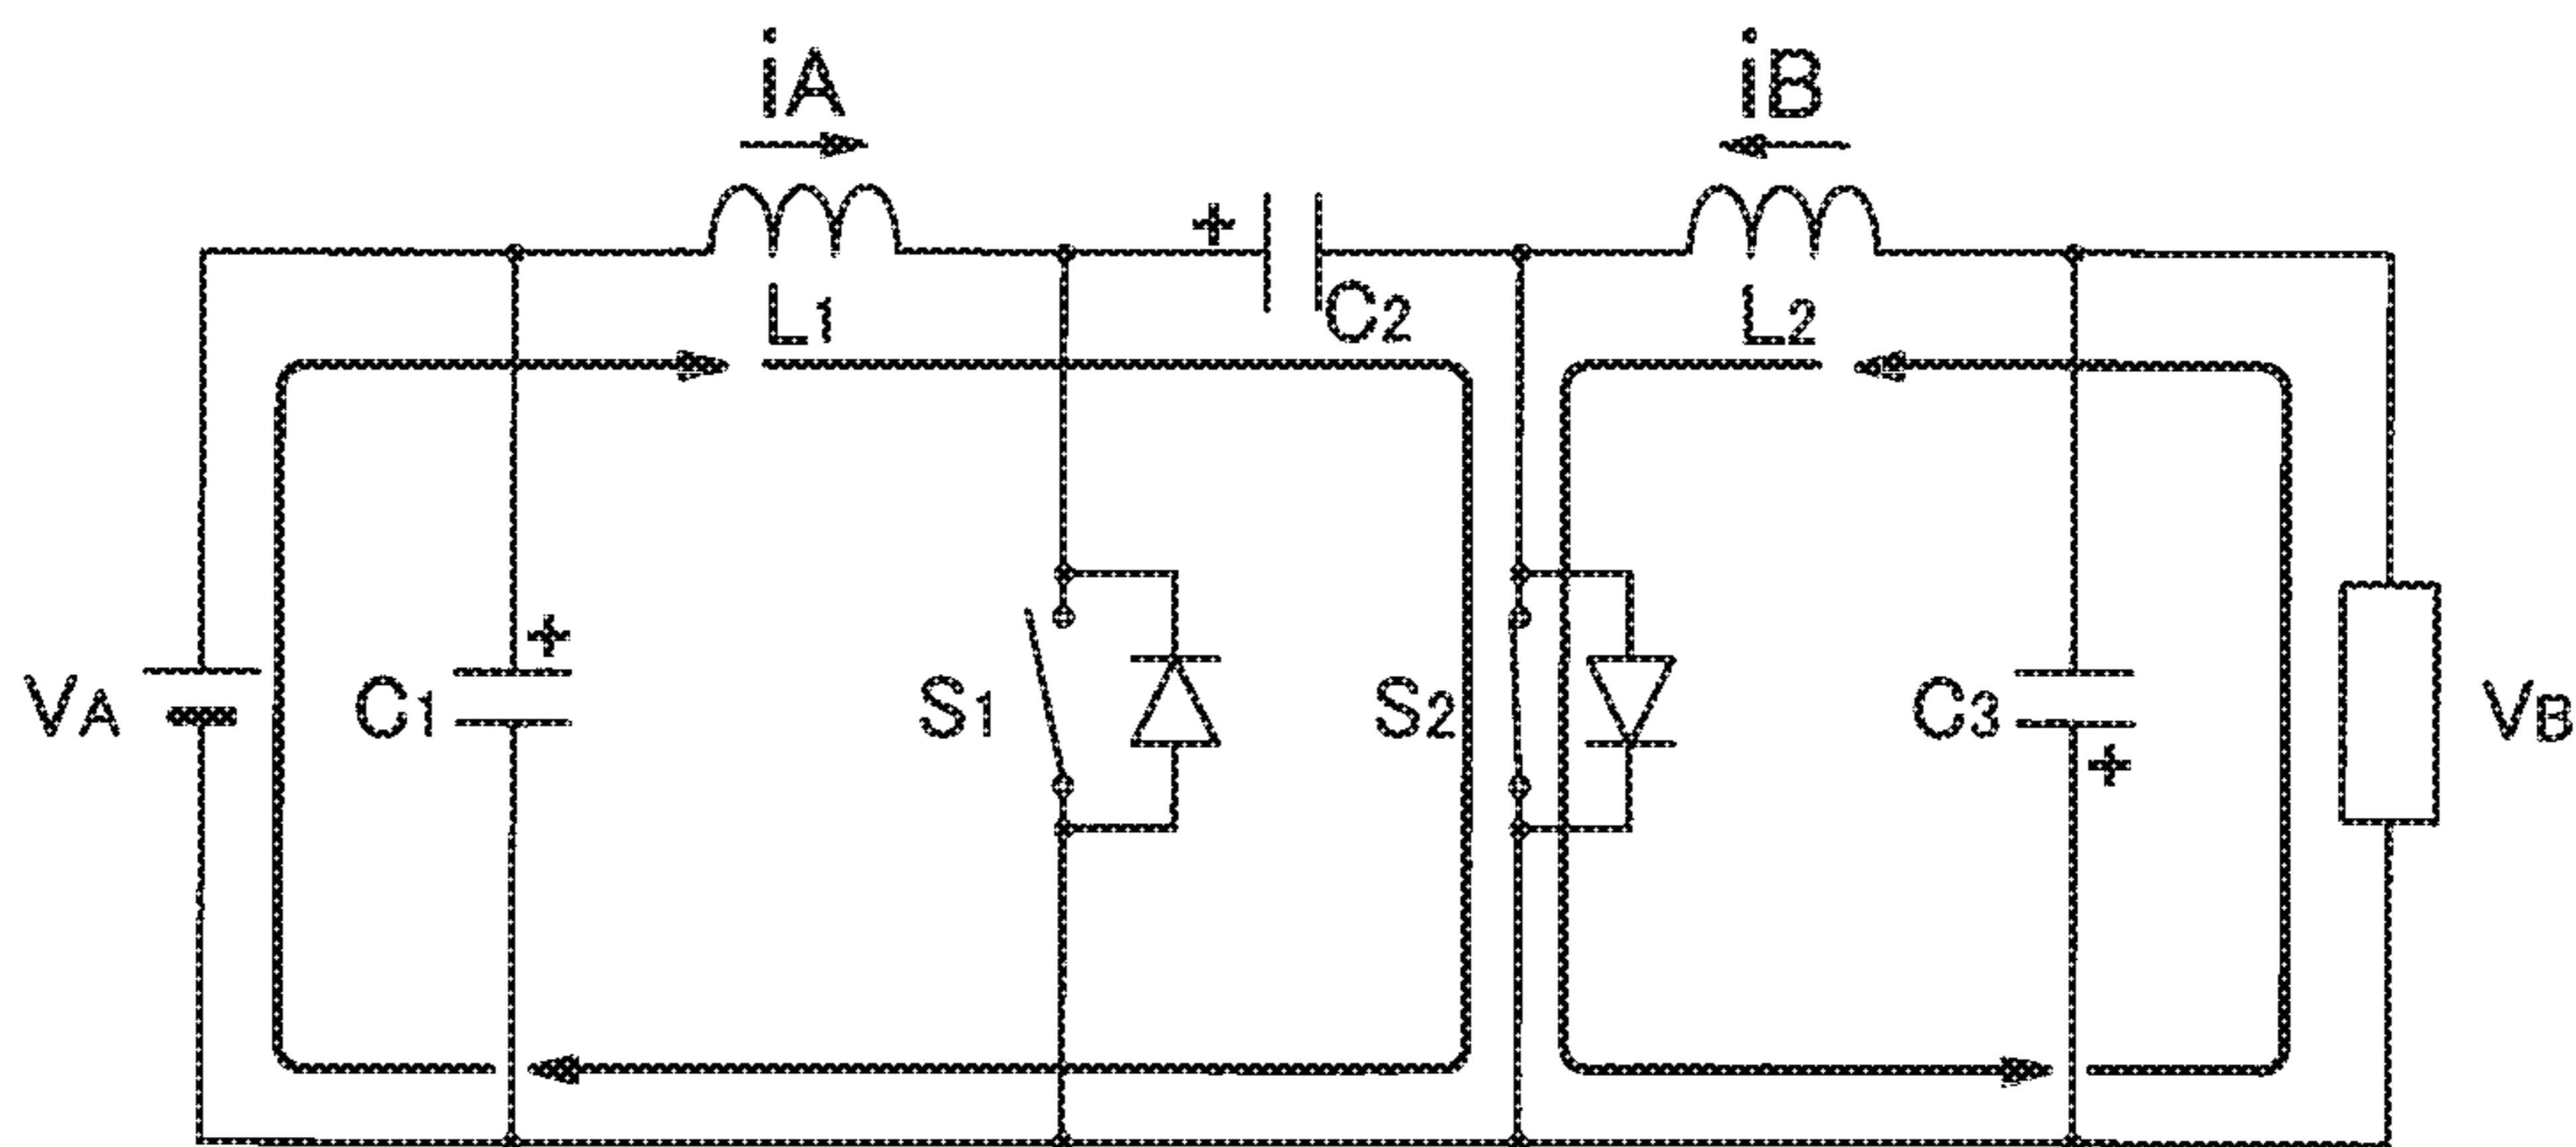 iA
iB
+
C2
L1
L2
+
VA
C1
S1
S2
C3
VB
+